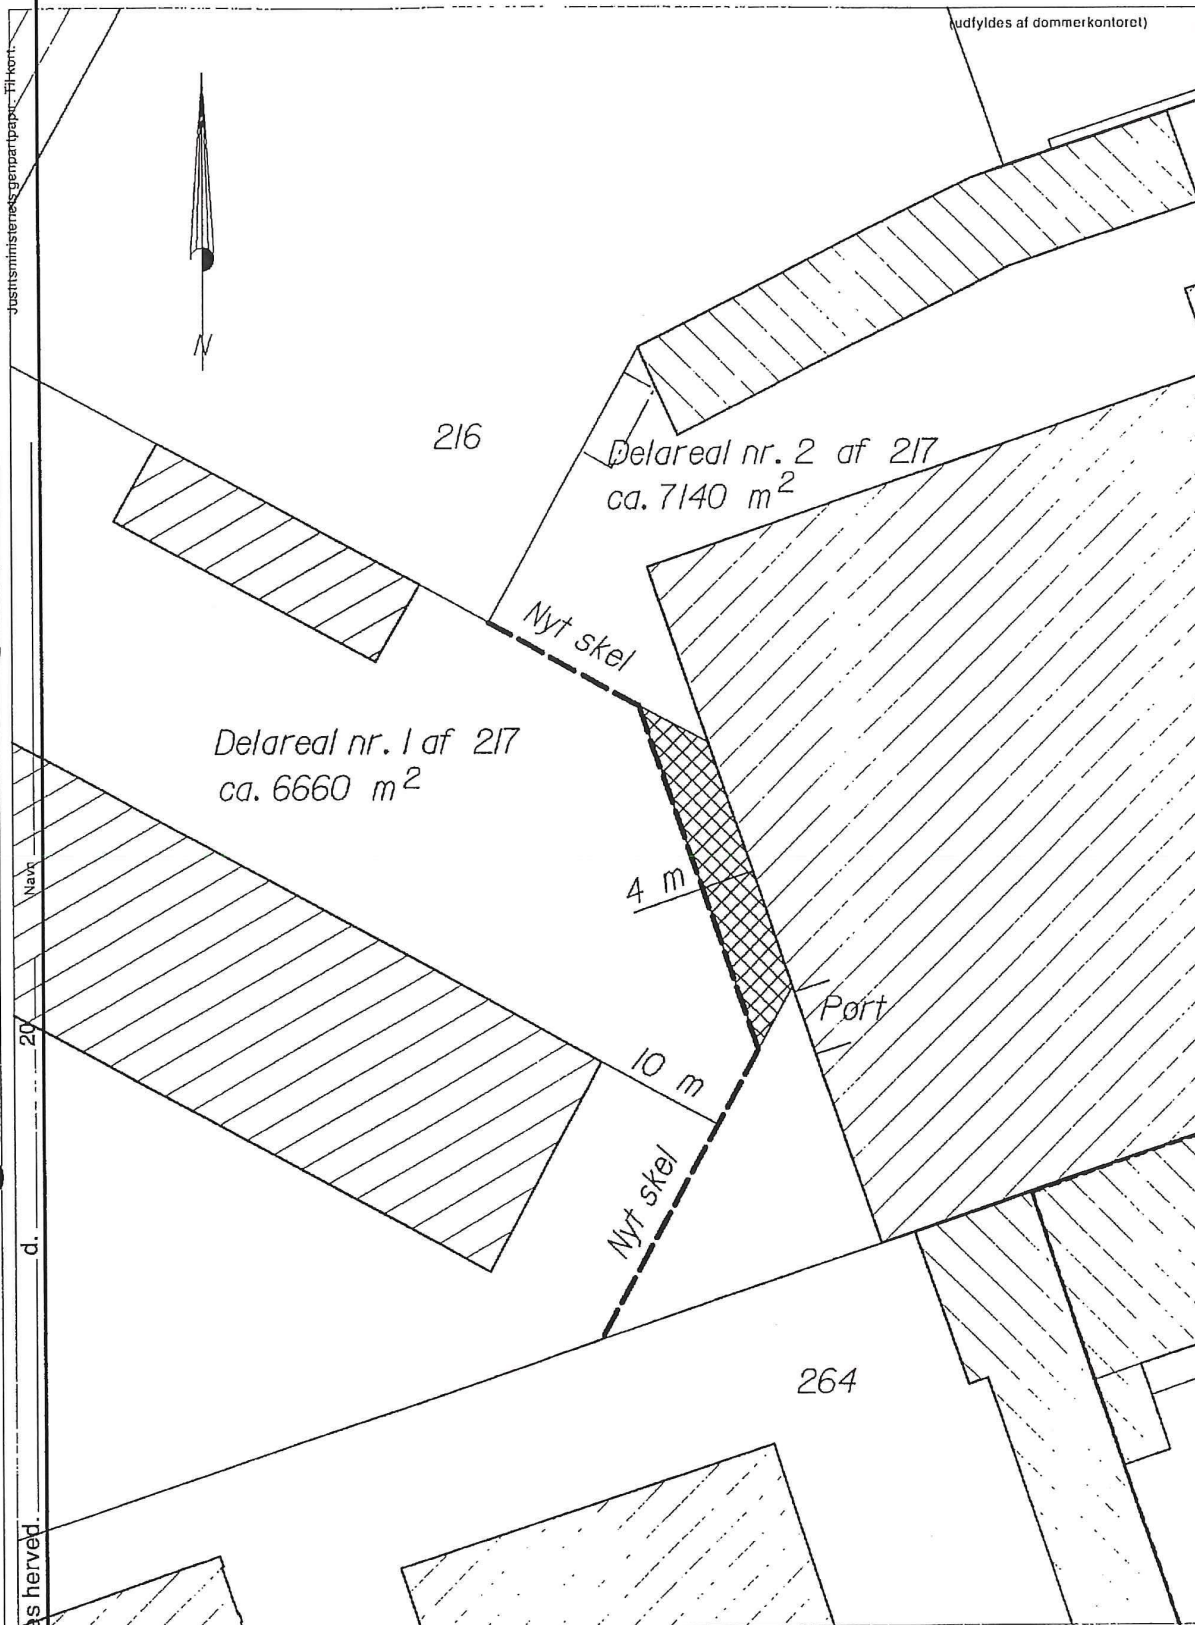 (udfyldes af dommerkontoret)
Justitsministeriets genpartpapir. Til kort.
N
216
Delareal nr. 2 af 217
ca. 7140 m²
Nyt skel
Delareal nr. 1 af 217
ca. 6660 m²
4 m
Port
10 m
Nyt skel
264
Navn
d. 20
herved.